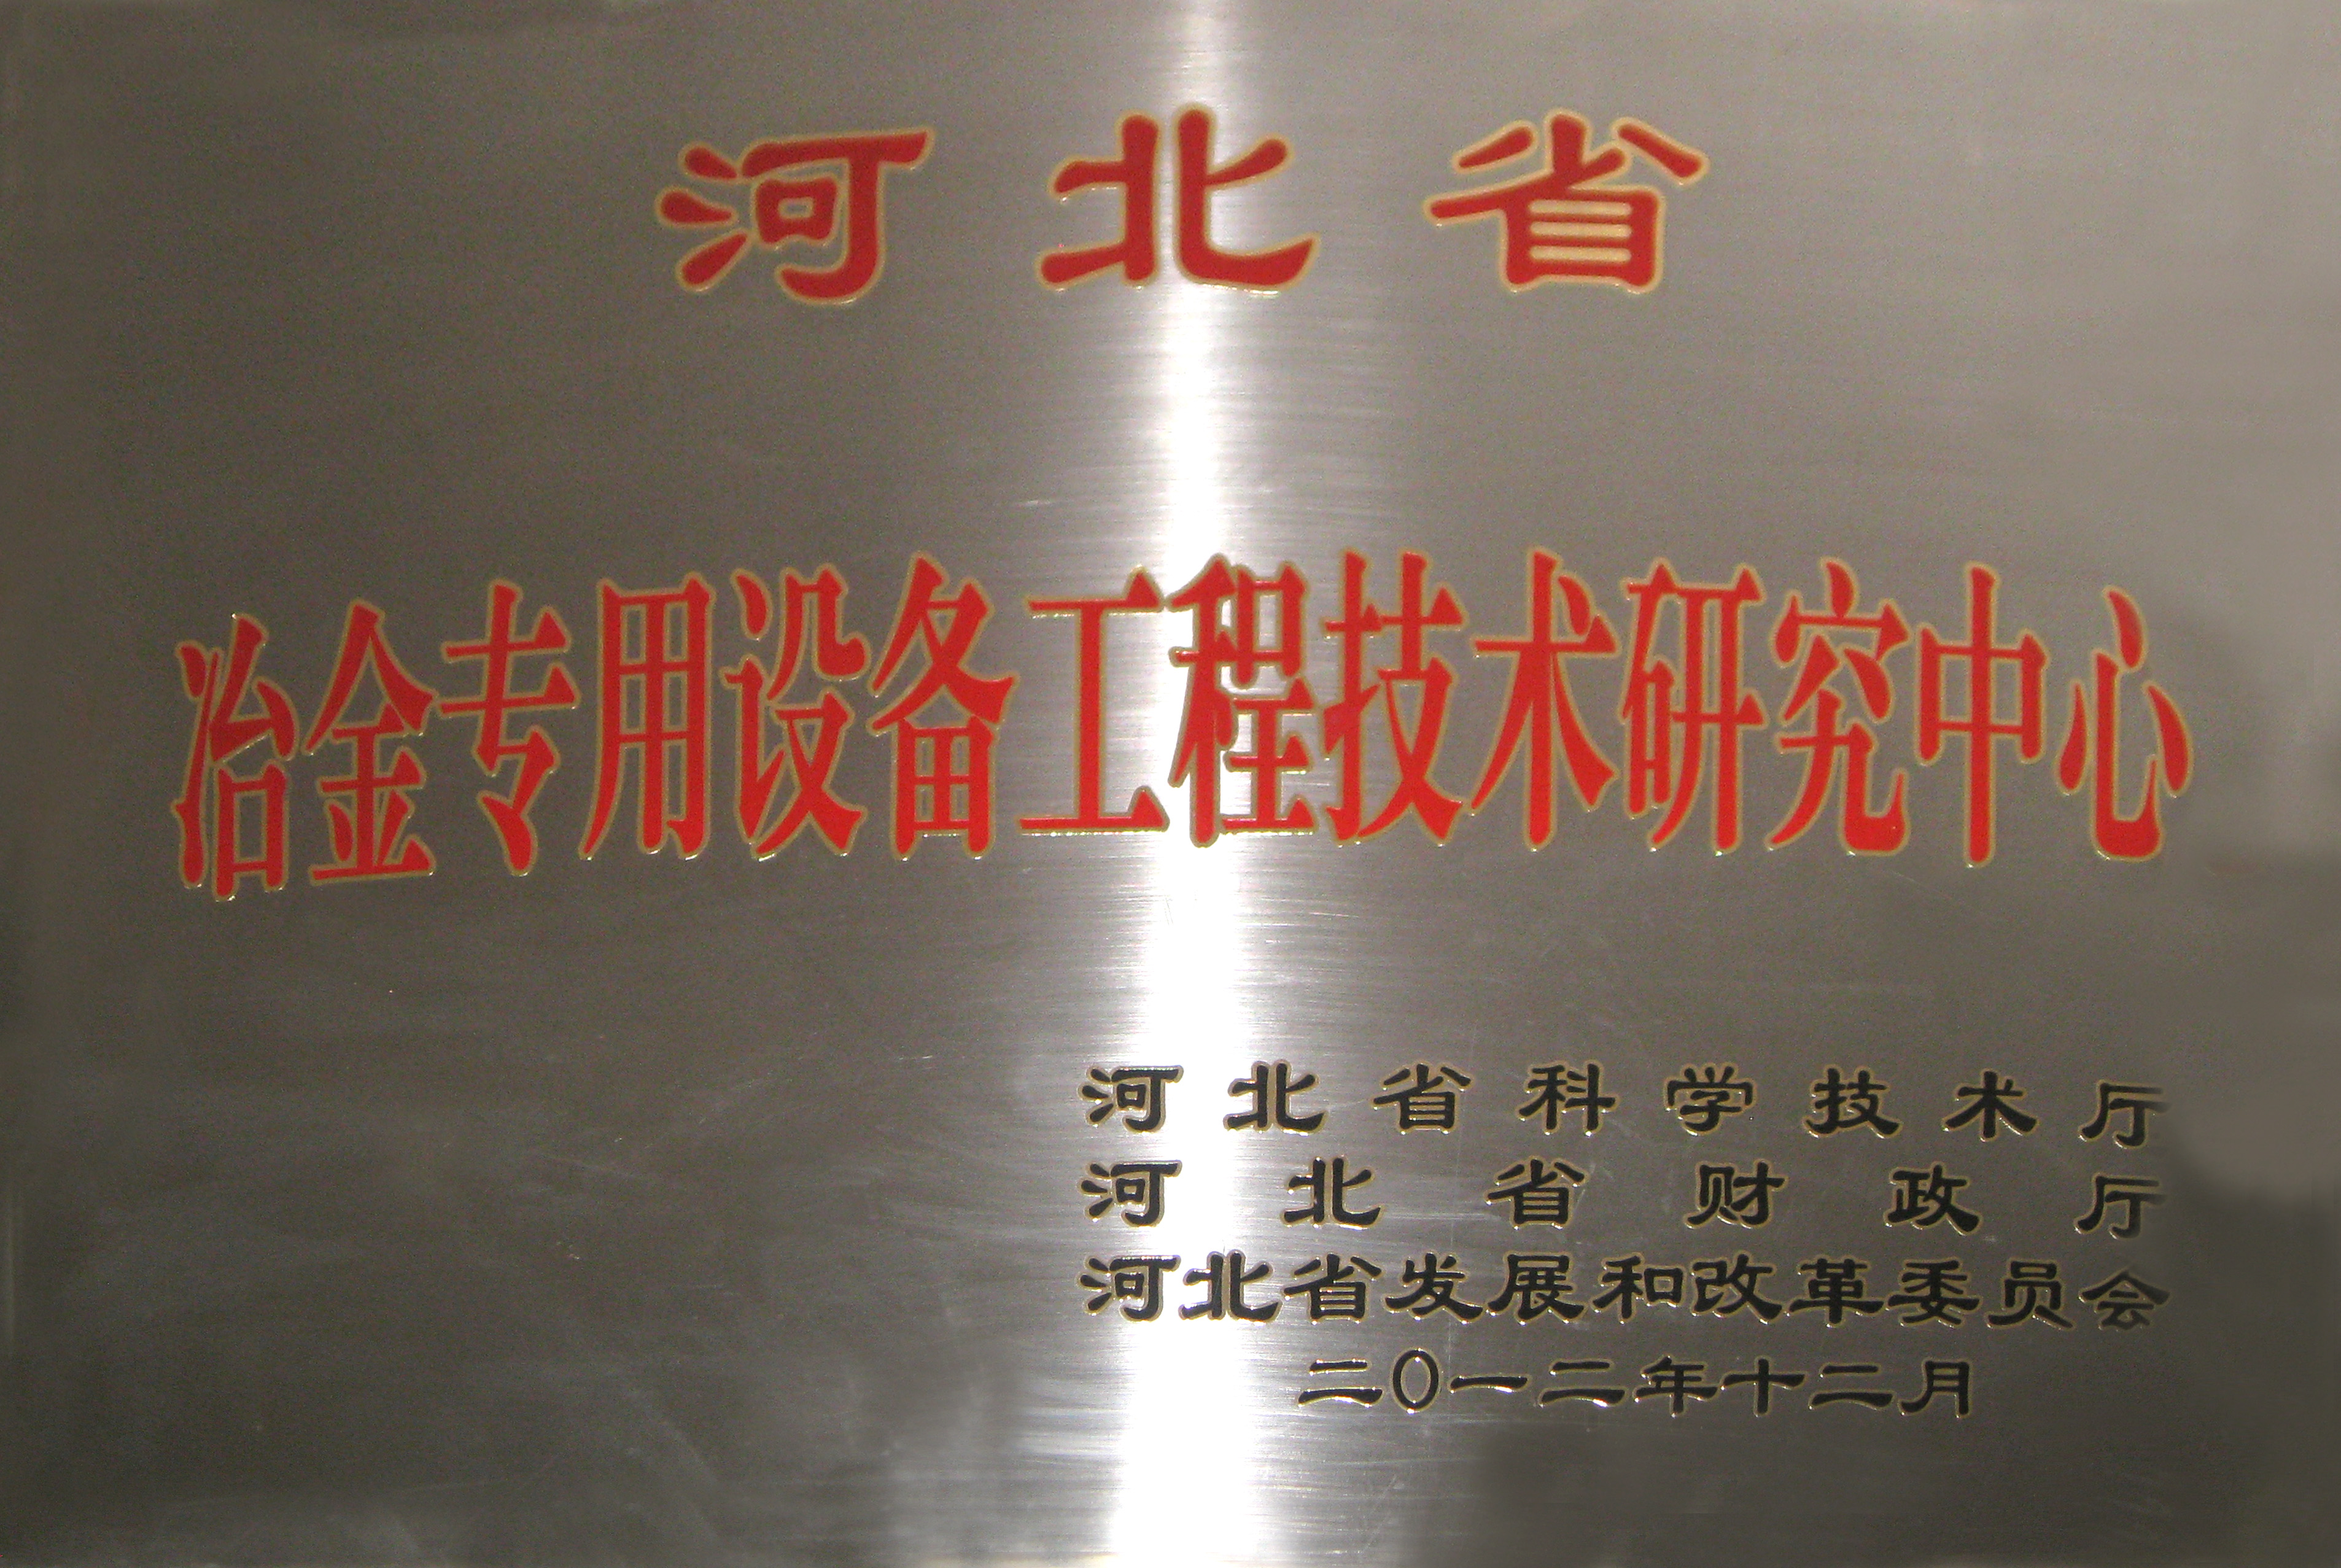 河北省
冶金专用设备工程技术研究中心
河北省科学技术厅
河北省财政厅
河北省发展和改革委员会
二0一二年十二月